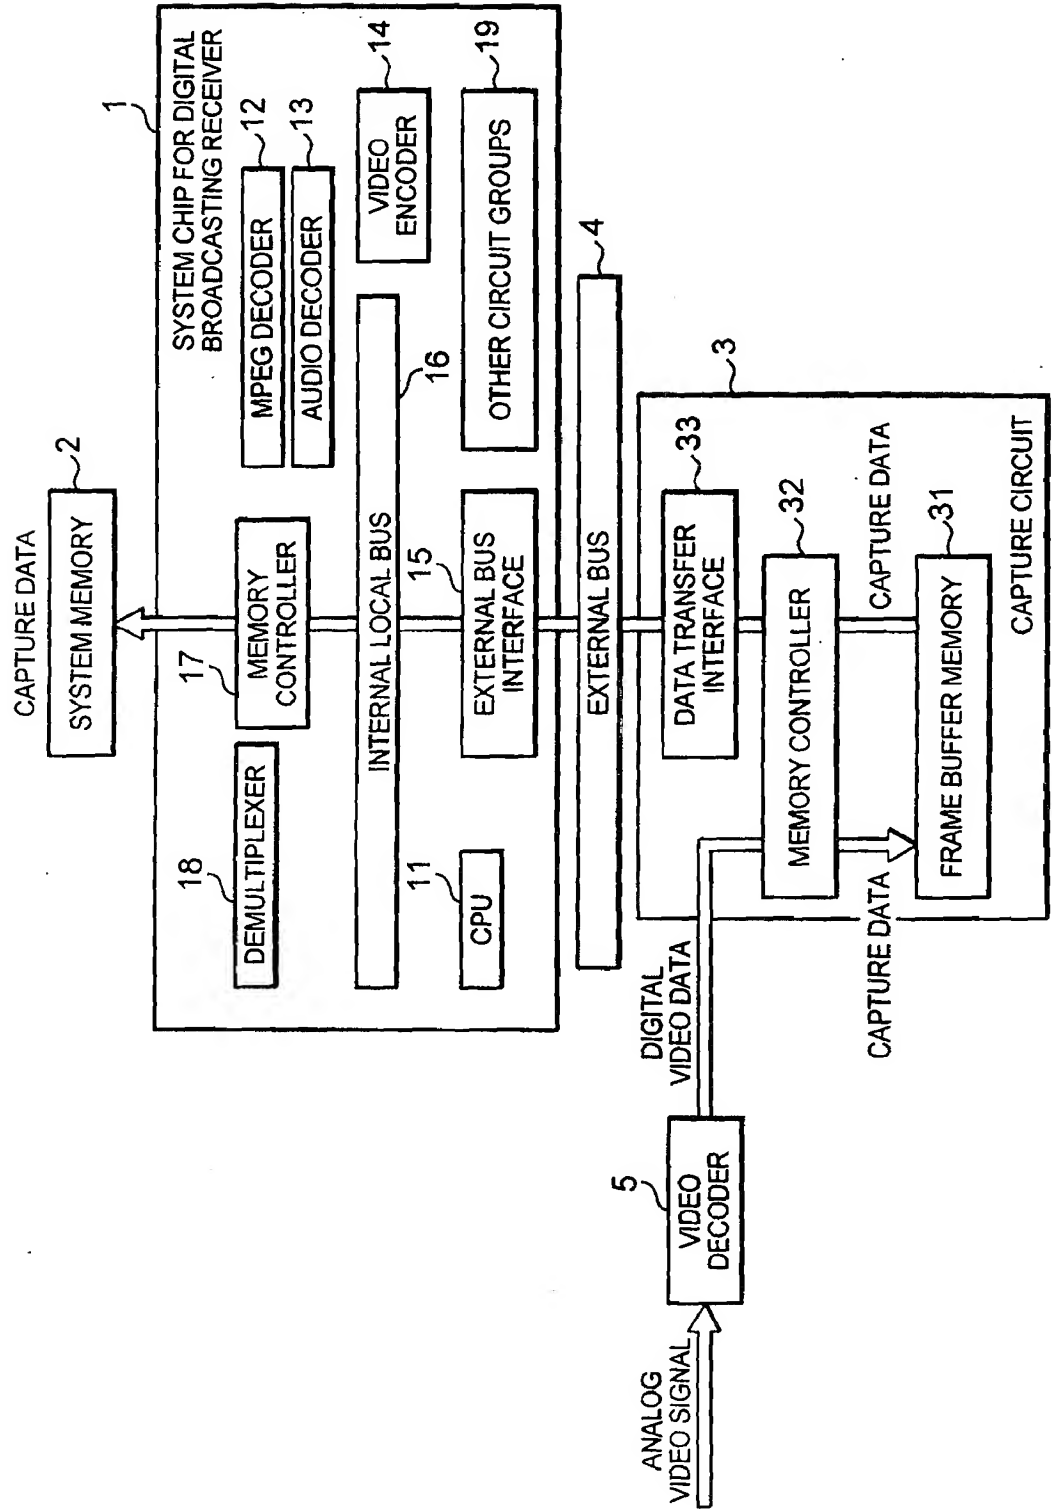 CAPTURE DATA
SYSTEM MEMORY
2
1
SYSTEM CHIP FOR DIGITAL
BROADCASTING RECEIVER
18
DEMULTIPLEXER
17
MEMORY
CONTROLLER
MPEG DECODER
12
AUDIO DECODER
13
INTERNAL LOCAL BUS
16
VIDEO
ENCODER
14
11
CPU
15
EXTERNAL BUS
INTERFACE
OTHER CIRCUIT GROUPS
19
EXTERNAL BUS
4
ANALOG
VIDEO SIGNAL
5
VIDEO
DECODER
DIGITAL
VIDEO DATA
3
DATA TRANSFER
INTERFACE
33
MEMORY CONTROLLER
32
CAPTURE DATA
CAPTURE DATA
FRAME BUFFER MEMORY
31
CAPTURE CIRCUIT